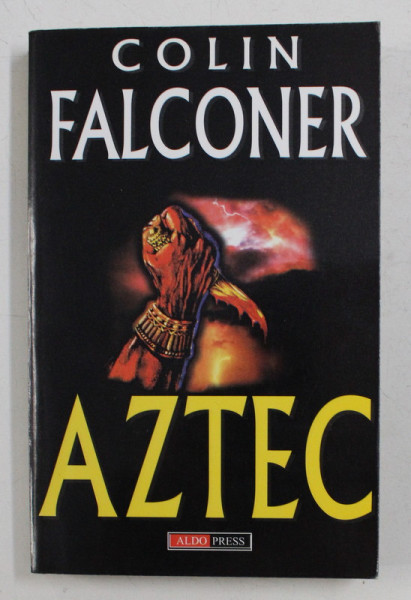 COLIN
FALCONER
AZTEC
ALDO PRESS